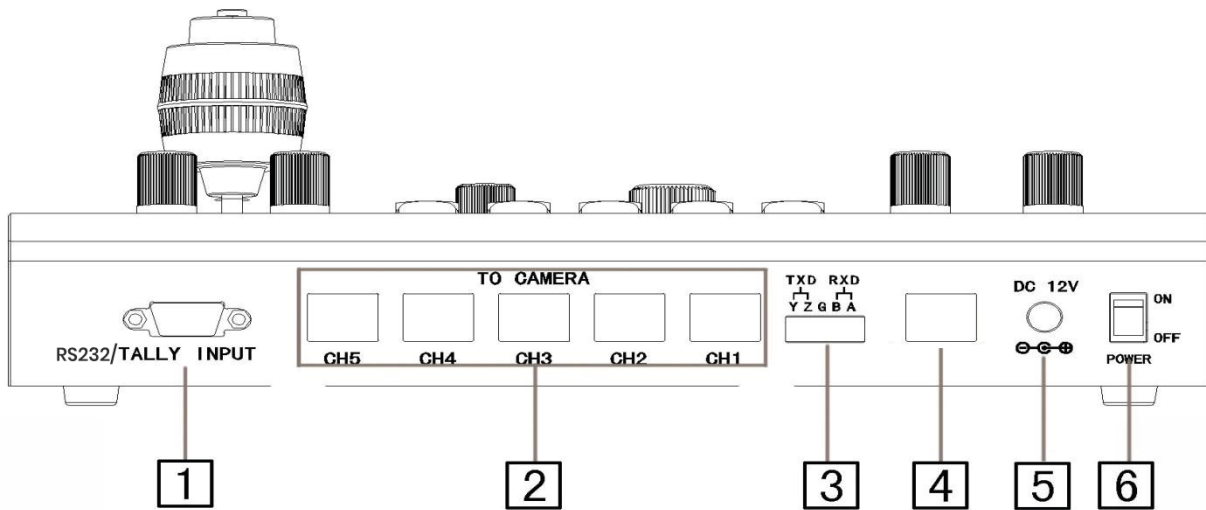 TO CAMERA
TXD RXD
Y Z G B A
DC 12V
ON
OFF
RS232/TALLY INPUT
CH5 CH4 CH3 CH2 CH1
POWER
1 2 3 4 5 6